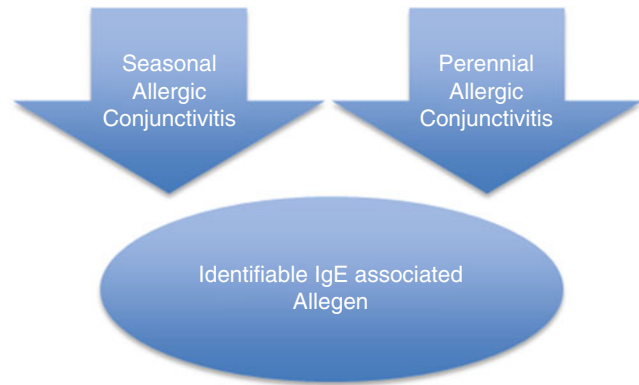 Seasonal
Allergic
Conjunctivitis
Perennial
Allergic
Conjunctivitis
Identifiable IgE associated
Allegen